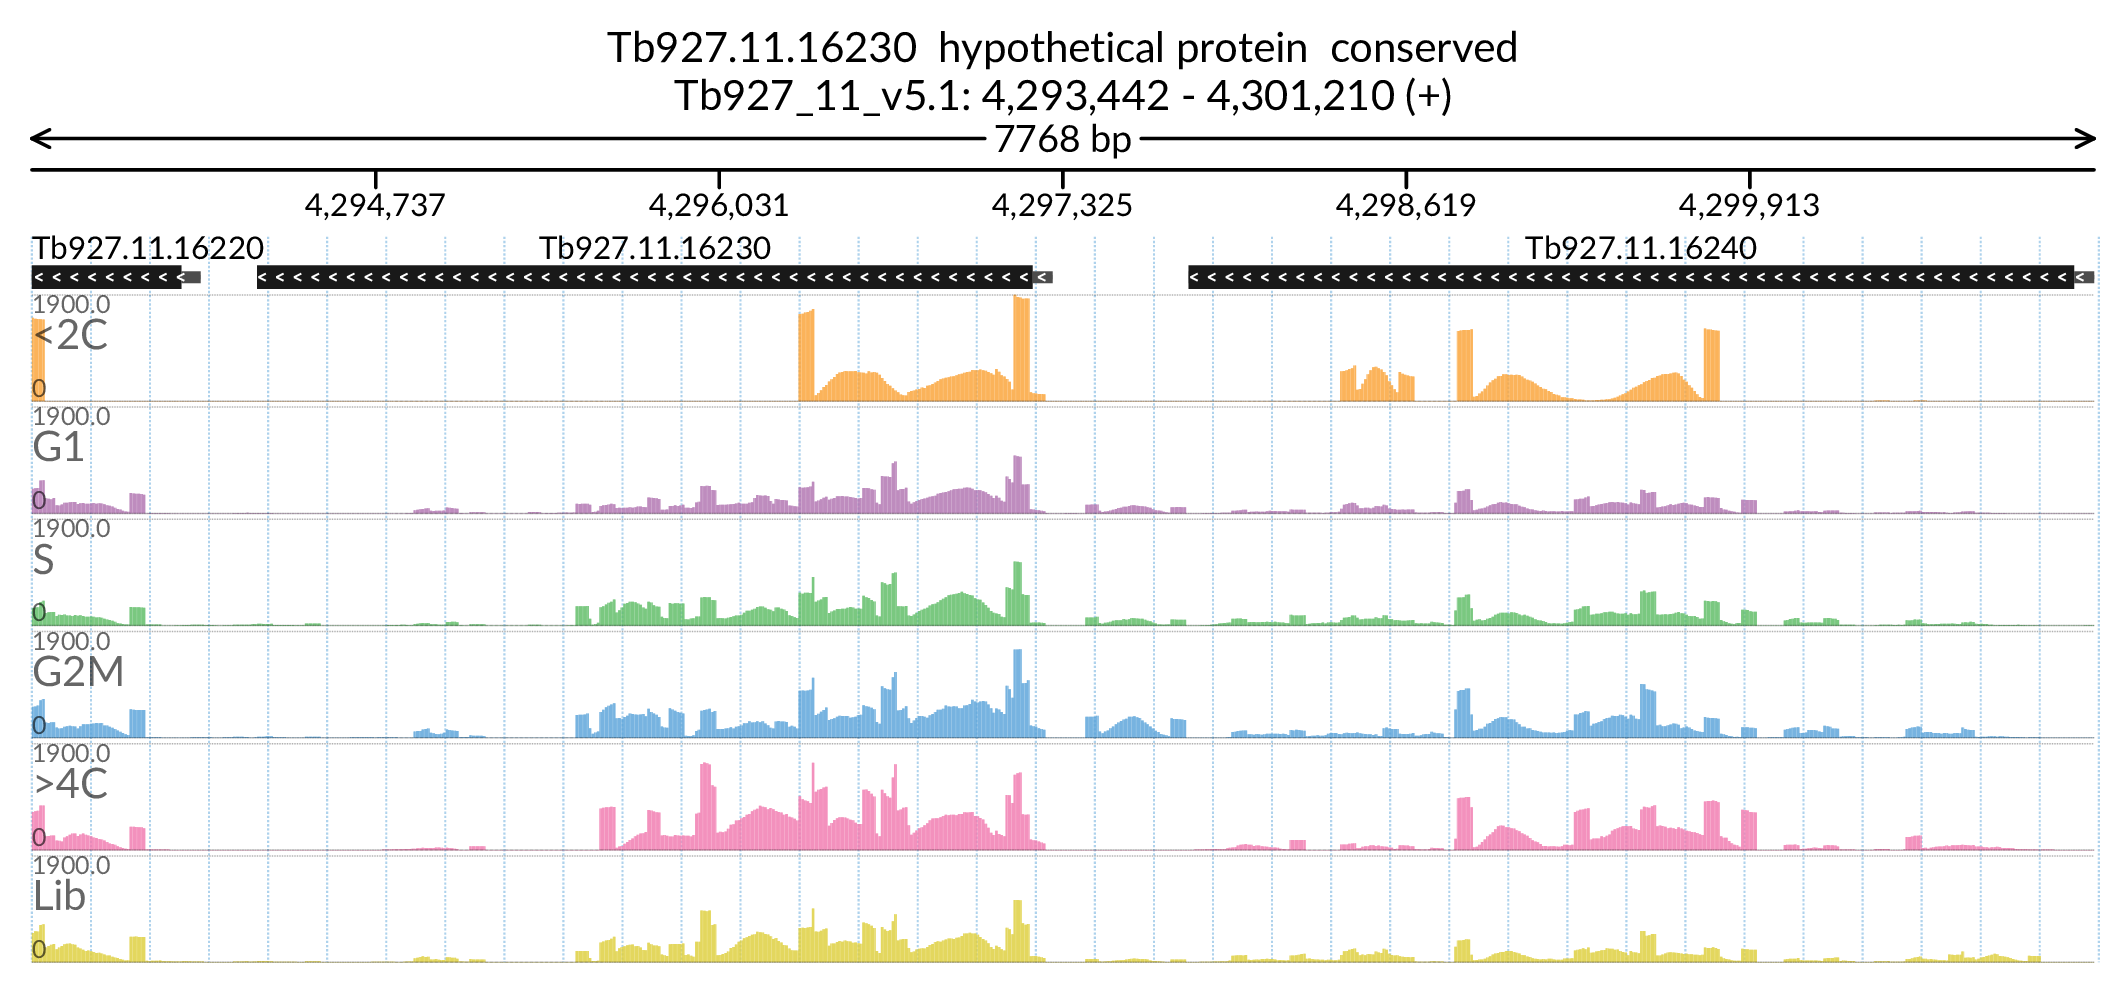 Tb927.11.16230 hypothetical protein conserved
Tb927_11_v5.1: 4,293,442 - 4,301,210 (+)
7768 bp
4,294,737 4,296,031 4,297,325 4,298,619 4,299,913
Tb927.11.16220 Tb927.11.16230 Tb927.11.16240
1900.0
<2C
0
1900.0
G1
0
1900.0
S
0
1900.0
G2M
0
1900.0
>4C
0
1900.0
Lib
0